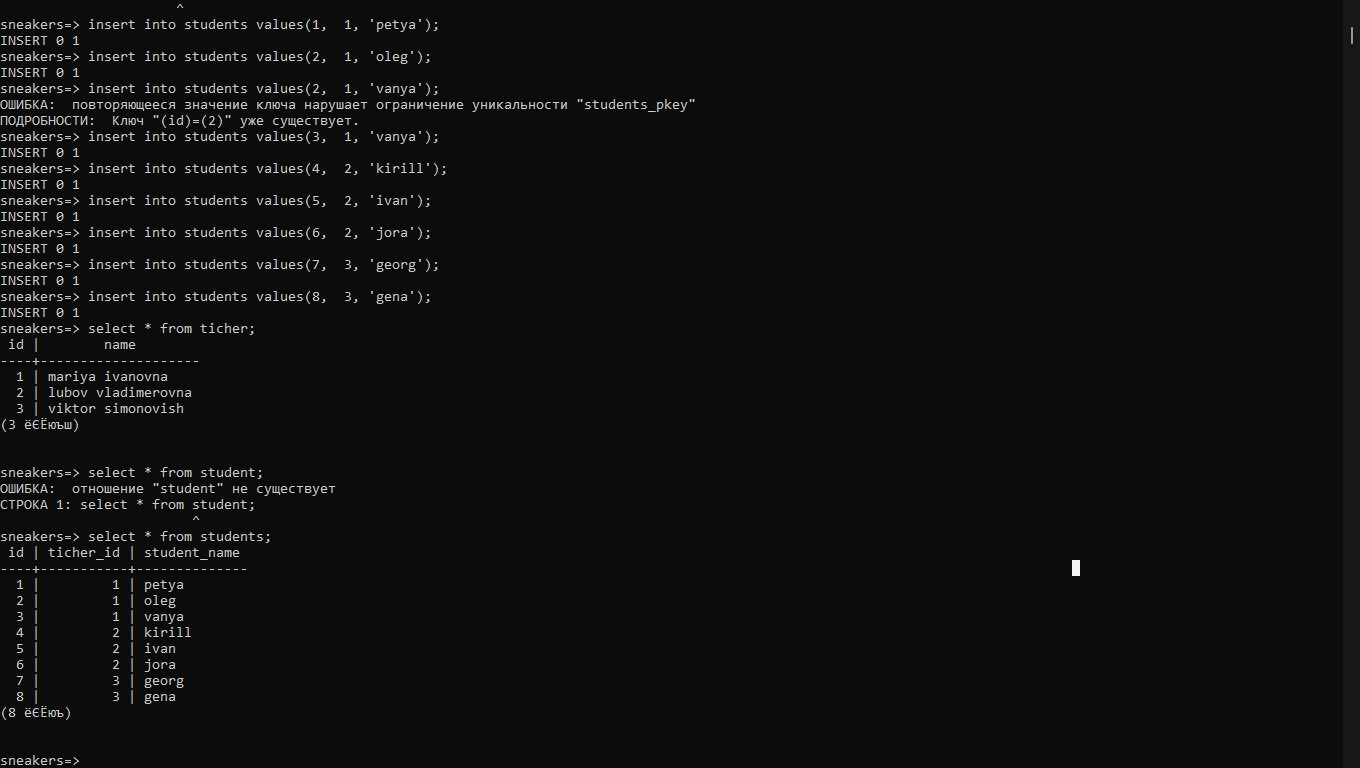 ^
sneakers=> insert into students values(1,  1, 'petya');
INSERT 0 1
sneakers=> insert into students values(2,  1, 'oleg');
INSERT 0 1
sneakers=> insert into students values(2,  1, 'vanya');
ОШИБКА:  повторяющееся значение ключа нарушает ограничение уникальности "students_pkey"
ПОДРОБНОСТИ:  Ключ "(id)=(2)" уже существует.
sneakers=> insert into students values(3,  1, 'vanya');
INSERT 0 1
sneakers=> insert into students values(4,  2, 'kirill');
INSERT 0 1
sneakers=> insert into students values(5,  2, 'ivan');
INSERT 0 1
sneakers=> insert into students values(6,  2, 'jora');
INSERT 0 1
sneakers=> insert into students values(7,  3, 'georg');
INSERT 0 1
sneakers=> insert into students values(8,  3, 'gena');
INSERT 0 1
sneakers=> select * from ticher;
 id |        name
----+--------------------
  1 | mariya ivanovna
  2 | lubov vladimerovna
  3 | viktor simonovish
(3 ёЄЁюъш)
sneakers=> select * from student;
ОШИБКА:  отношение "student" не существует
СТРОКА 1: select * from student;
^
sneakers=> select * from students;
 id | ticher_id | student_name
----+-----------+--------------
  1 |         1 | petya
  2 |         1 | oleg
  3 |         1 | vanya
  4 |         2 | kirill
  5 |         2 | ivan
  6 |         2 | jora
  7 |         3 | georg
  8 |         3 | gena
(8 ёЄЁюъ)
sneakers=>